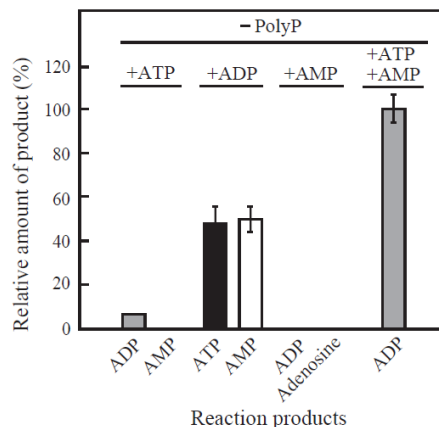 – PolyP
+ATP
+ADP
+AMP
+ATP
+AMP
Relative amount of product (%)
120
100
80
60
40
20
0
ADP
AMP
ATP
AMP
ADP
Adenosine
ADP
Reaction products